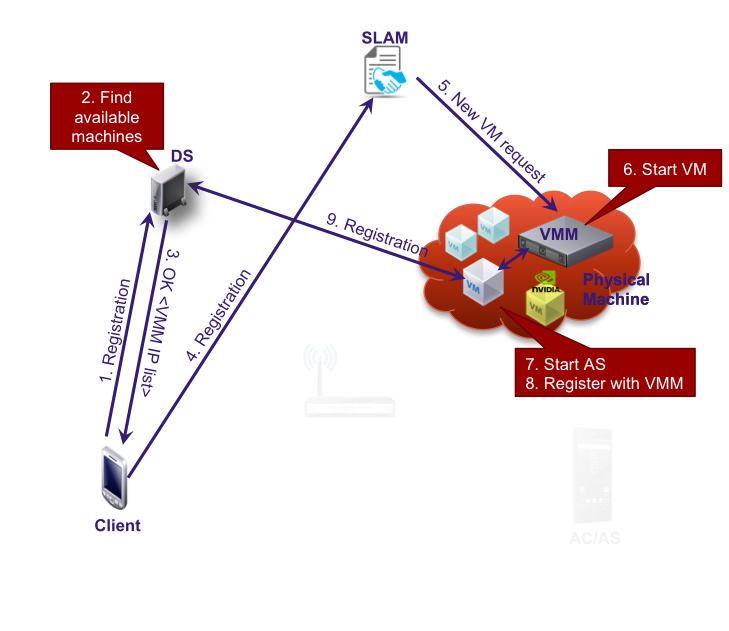 SLAM
2. Find
available
machines
DS
5. New VM request
6. Start VM
9. Registration
VM
VM
VMM
VM
NVIDIA
VM
Physical
Machine
1. Registration
3. OK <VMM IP list>
4. Registration
7. Start AS
8. Register with VMM
Client
AC/AS